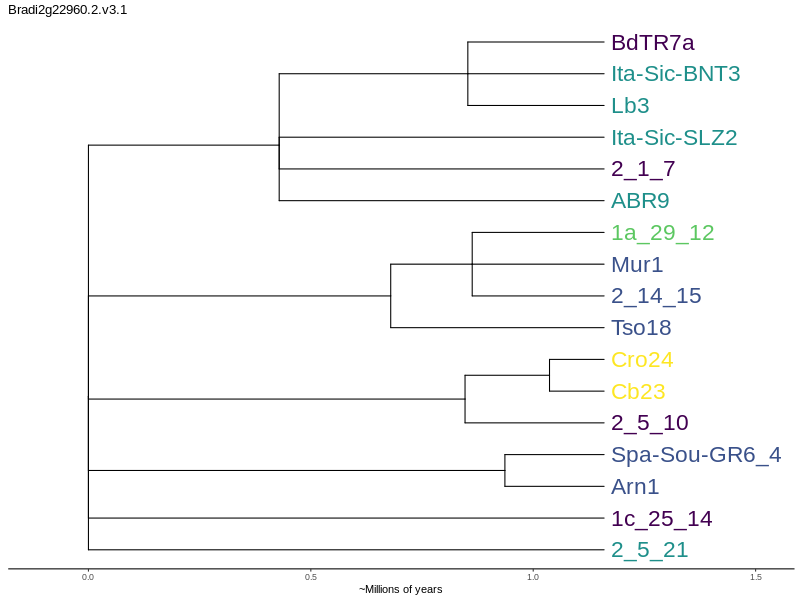 Bradi2g22960.2.v3.1
BdTR7a
Ita-Sic-BNT3
Lb3
Ita-Sic-SLZ2
2_1_7
ABR9
1a_29_12
Mur1
2_14_15
Tso18
Cro24
Cb23
2_5_10
Spa-Sou-GR6_4
Arn1
1c_25_14
2_5_21
0.0 0.5 1.0 1.5
~Millions of years